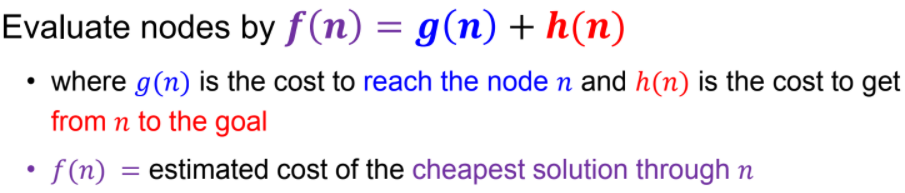 Evaluate nodes by f(n) = g(n) + h(n)
• where g(n) is the cost to reach the node n and h(n) is the cost to get
from n to the goal
• f(n) = estimated cost of the cheapest solution through n